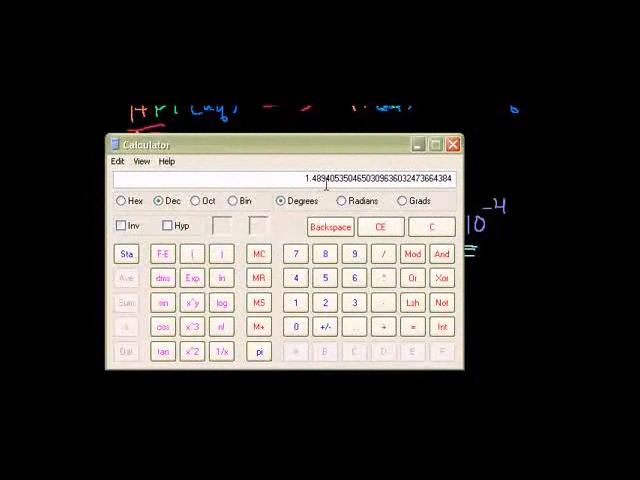 Calculator
Edit View Help
1.4894053504650309636032473664384
Hex Dec Oct Bin Degrees Radians Grads
10⁻⁴
Inv Hyp Backspace CE C
Sta F-E ( ) MC 7 8 9 / Mod And
Ave dms Exp ln MR 4 5 6 * Or Xor
Sum sin x^y log MS 1 2 3 - Lsh Not
s cos x^3 n! M+ 0 +/- . + = Int
Dat tan x^2 1/x pi A B C D E F